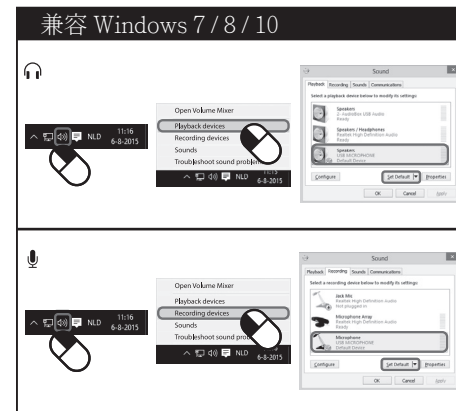 兼容 Windows 7 / 8 / 10
11:16
NLD
6-8-2015
Open Volume Mixer
Playback devices
Recording devices
Sounds
Troubleshoot sound problems
11:15
NLD
6-8-2015
Sound
Playback Recording Sounds Communications
Select a playback device below to modify its settings:
Speakers
2- AudioBox USB Audio
Ready
Speakers / Headphones
Realtek High Definition Audio
Ready
Speakers
USB MICROPHONE
Default Device
Configure Set Default Properties
OK Cancel Apply
11:16
NLD
6-8-2015
Open Volume Mixer
Playback devices
Recording devices
Sounds
Troubleshoot sound prob
NLD
6-8-2015
Sound
Playback Recording Sounds Communications
Select a recording device below to modify its settings:
Jack Mic
Realtek High Definition Audio
Not plugged in
Microphone Array
Realtek High Definition Audio
Ready
Microphone
USB MICROPHONE
Default Device
Configure Set Default Properties
OK Cancel Apply